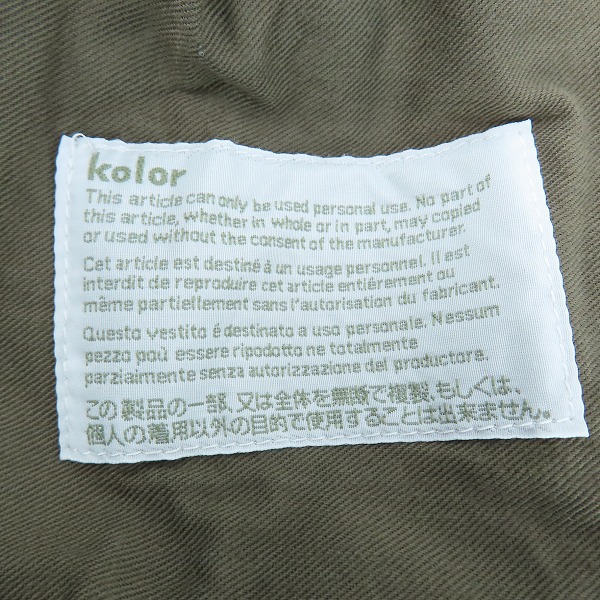 kolor
This article can only be used personal use. No part of
this article, whether in whole or in part, may copied
or used without the consent of the manufacturer.
Cet article est destiné à un usage personnel. Il est
interdit de reproduire cet article entiérement ou
même partiellement sans l'autorisation du fabricant.
Questo vestito é destinato a uso personale. Nessum
pezzo poú essere ripodotto ne totalmente
parziaimente senza autorizzazione del productore.
この製品の一部、又は全体を無断で複製、もしくは、
個人の着用以外の目的で使用することは出来ません。